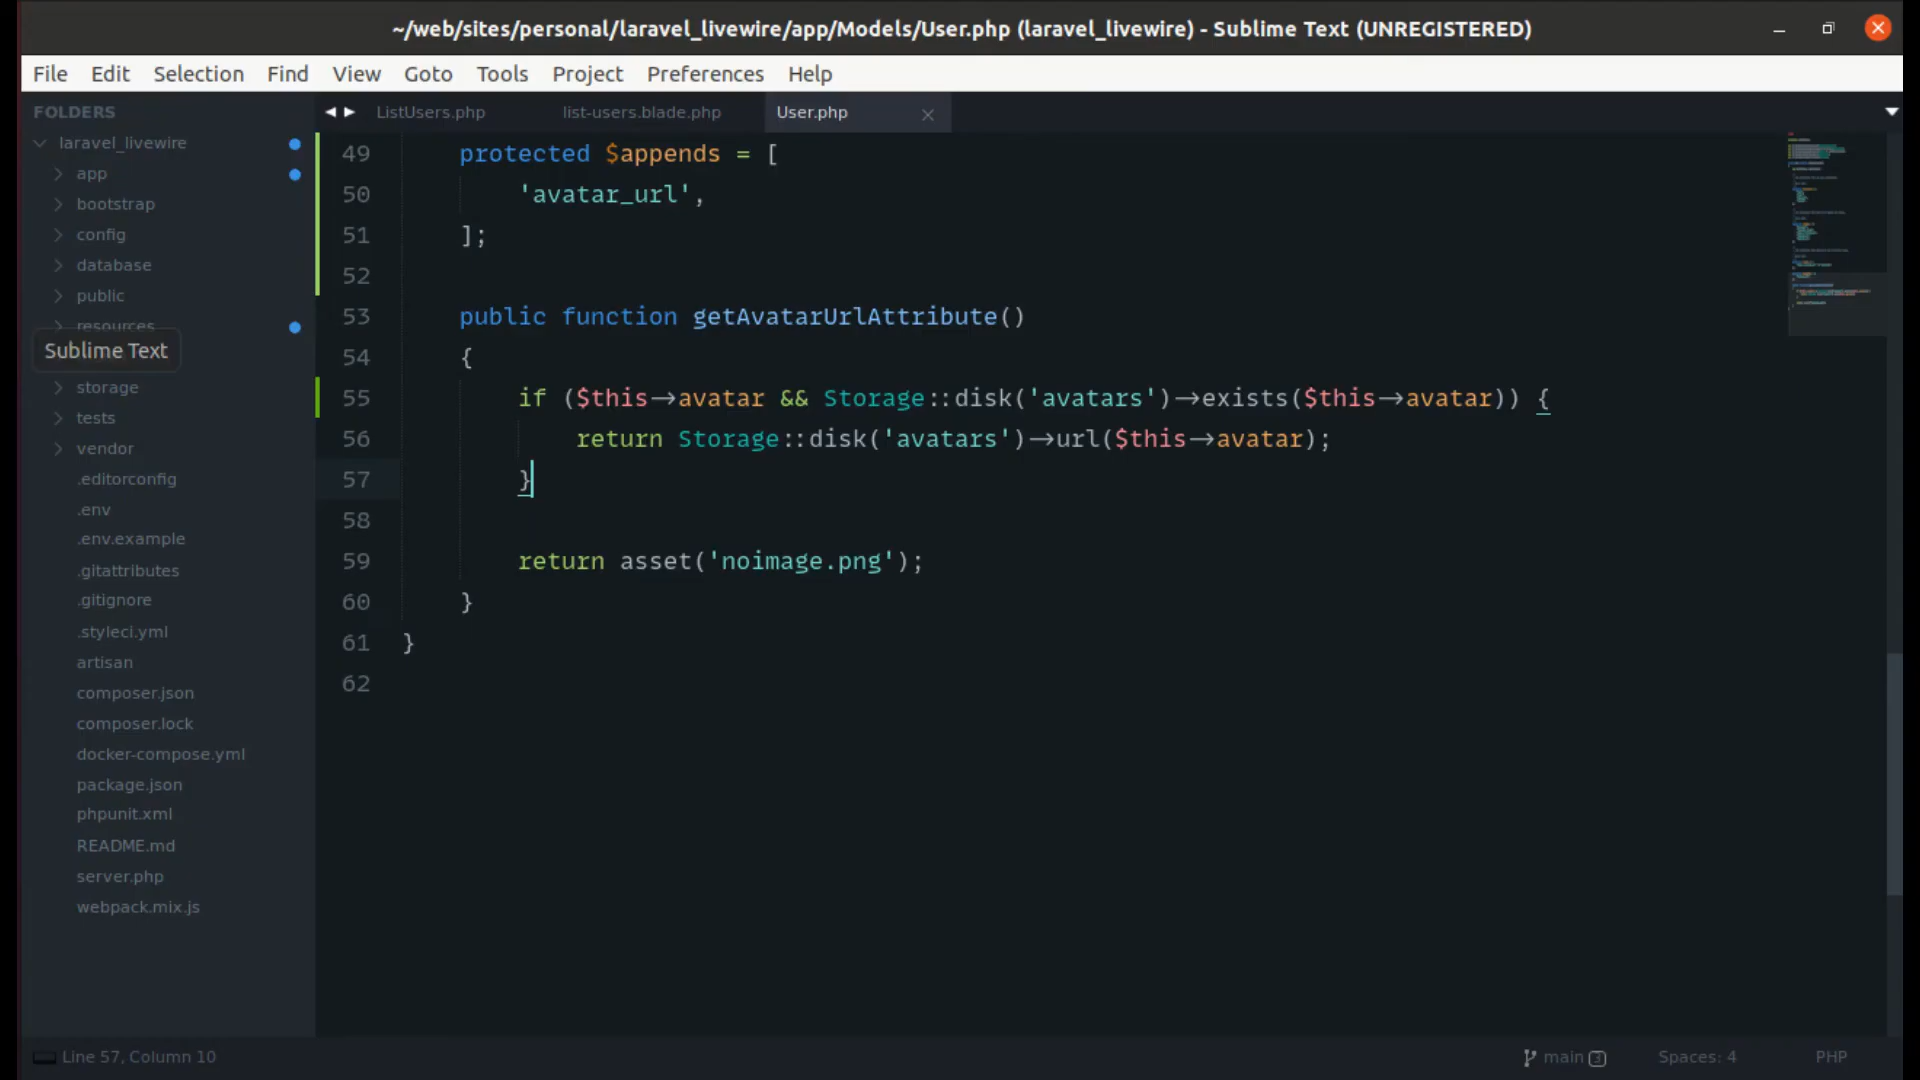 ~/web/sites/personal/laravel_livewire/app/Models/User.php (laravel_livewire) - Sublime Text (UNREGISTERED)
File Edit Selection Find View Goto Tools Project Preferences Help
FOLDERS
laravel_livewire
app
bootstrap
config
database
public
resources
Sublime Text
storage
tests
vendor
.editorconfig
.env
.env.example
.gitattributes
.gitignore
.styleci.yml
artisan
composer.json
composer.lock
docker-compose.yml
package.json
phpunit.xml
README.md
server.php
webpack.mix.js
ListUsers.php list-users.blade.php User.php
49 protected $appends = [
50 'avatar_url',
51 ];
52
53 public function getAvatarUrlAttribute()
54 {
55 if ($this->avatar && Storage::disk('avatars')->exists($this->avatar)) {
56 return Storage::disk('avatars')->url($this->avatar);
57 }
58
59 return asset('noimage.png');
60 }
61 }
62
Line 57, Column 10 main 3 Spaces: 4 PHP